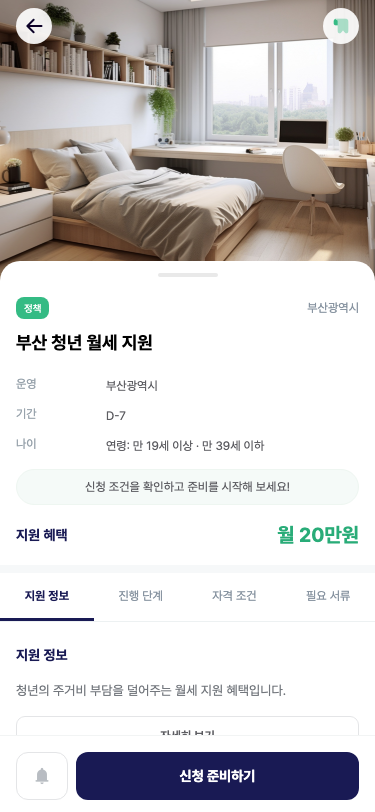 정책
부산광역시
부산 청년 월세 지원
운영 부산광역시
기간 D-7
나이 연령: 만 19세 이상 · 만 39세 이하
신청 조건을 확인하고 준비를 시작해 보세요!
지원 혜택 월 20만원
지원 정보 진행 단계 자격 조건 필요 서류
지원 정보
청년의 주거비 부담을 덜어주는 월세 지원 혜택입니다.
자세히 보기
신청 준비하기